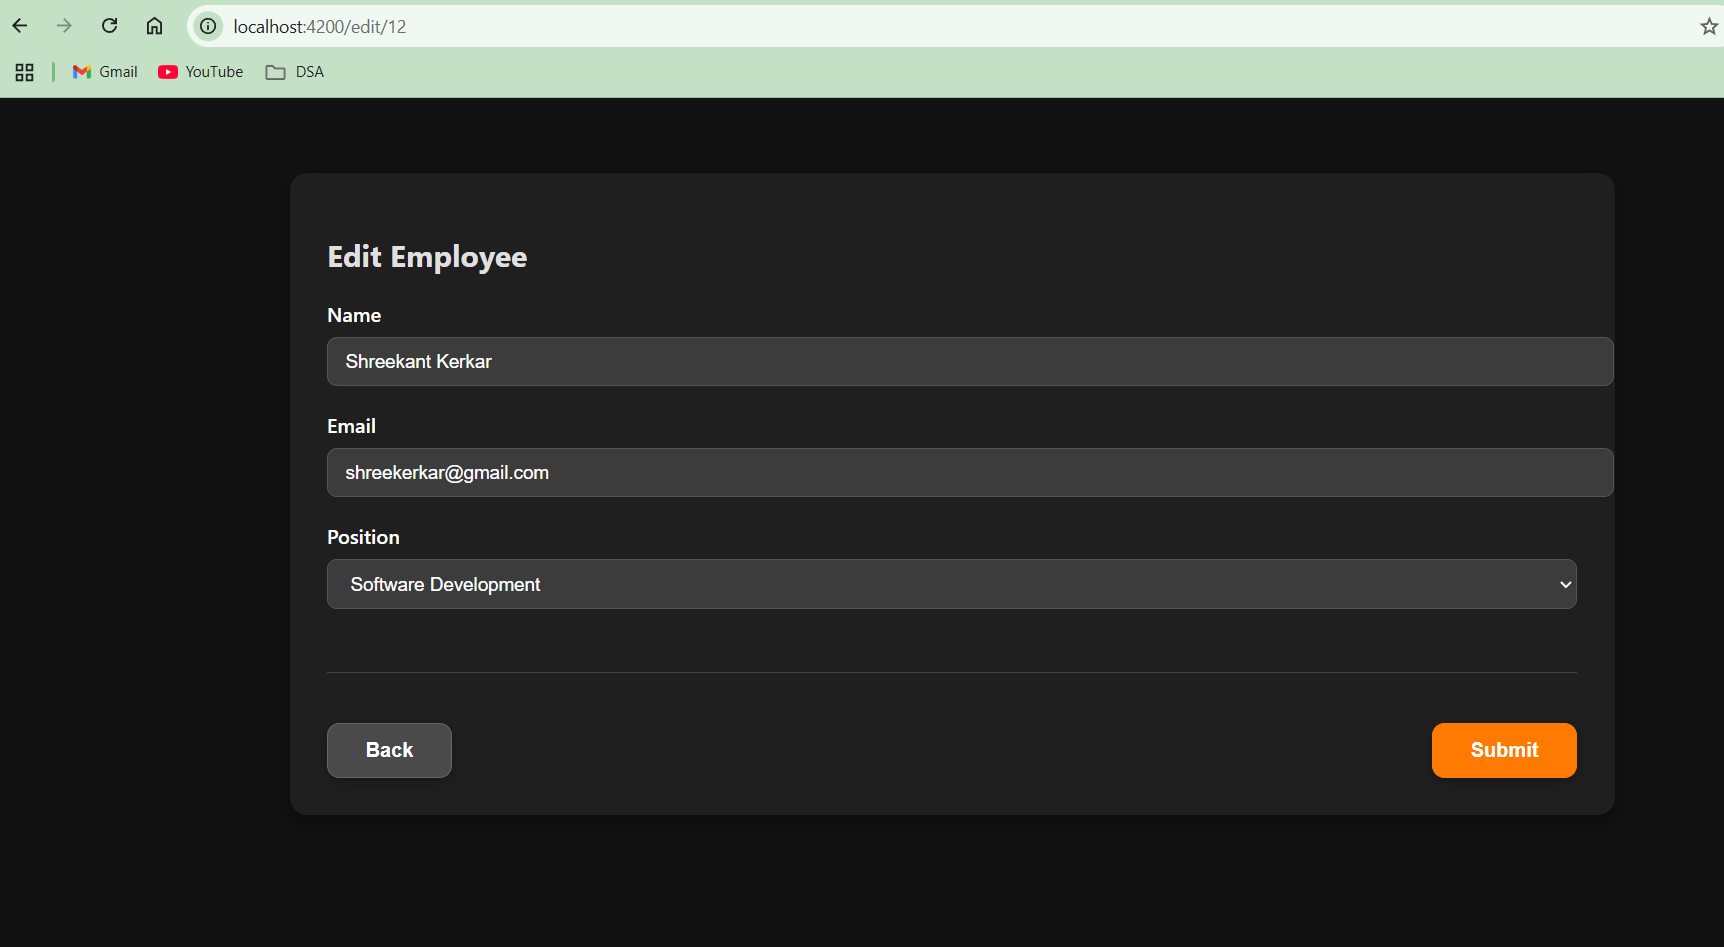 localhost:4200/edit/12
Gmail YouTube DSA
Edit Employee
Name
Shreekant Kerkar
Email
shreekerkar@gmail.com
Position
Software Development
Back Submit